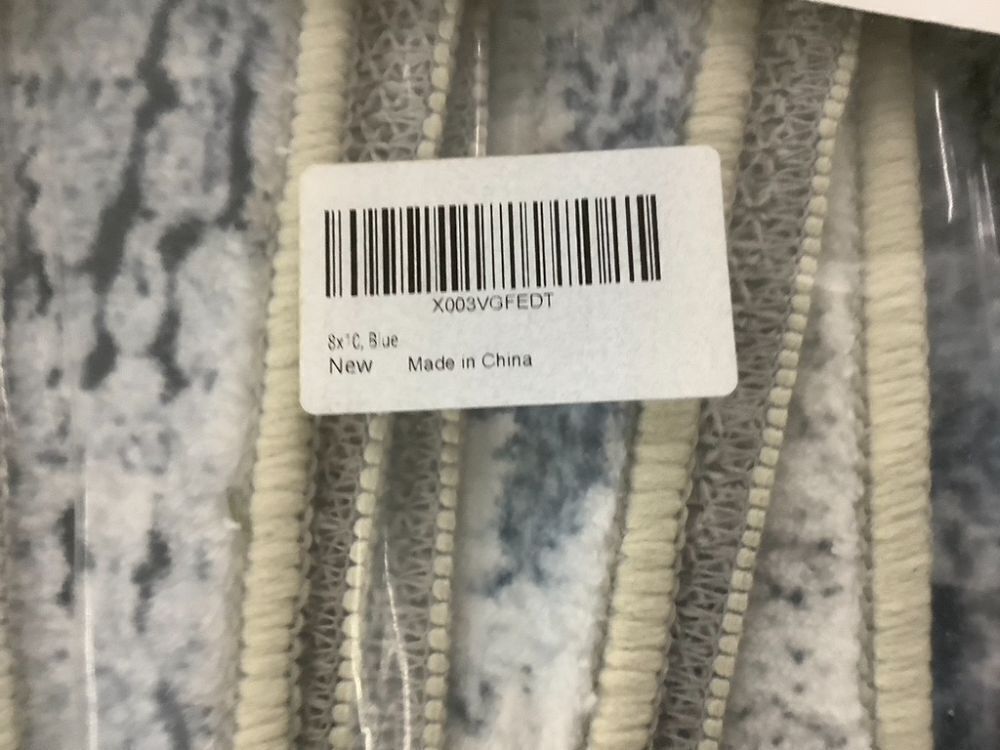 X003VGFEDT
8x10, Blue
New Made in China